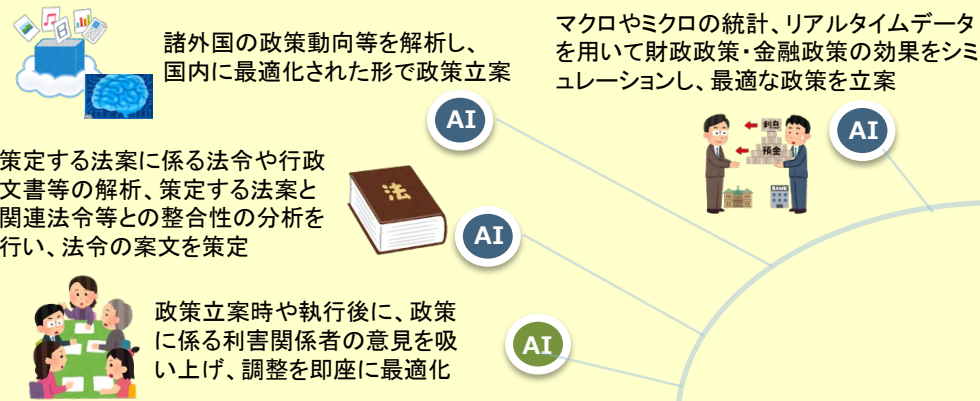 諸外国の政策動向等を解析し、
国内に最適化された形で政策立案
AI
マクロやミクロの統計、リアルタイムデータ
を用いて財政政策・金融政策の効果をシミ
ュレーションし、最適な政策を立案
利息
預金
BANK
AI
策定する法案に係る法令や行政
文書等の解析、策定する法案と
関連法令等との整合性の分析を
行い、法令の案文を策定
法
AI
政策立案時や執行後に、政策
に係る利害関係者の意見を吸
い上げ、調整を即座に最適化
AI